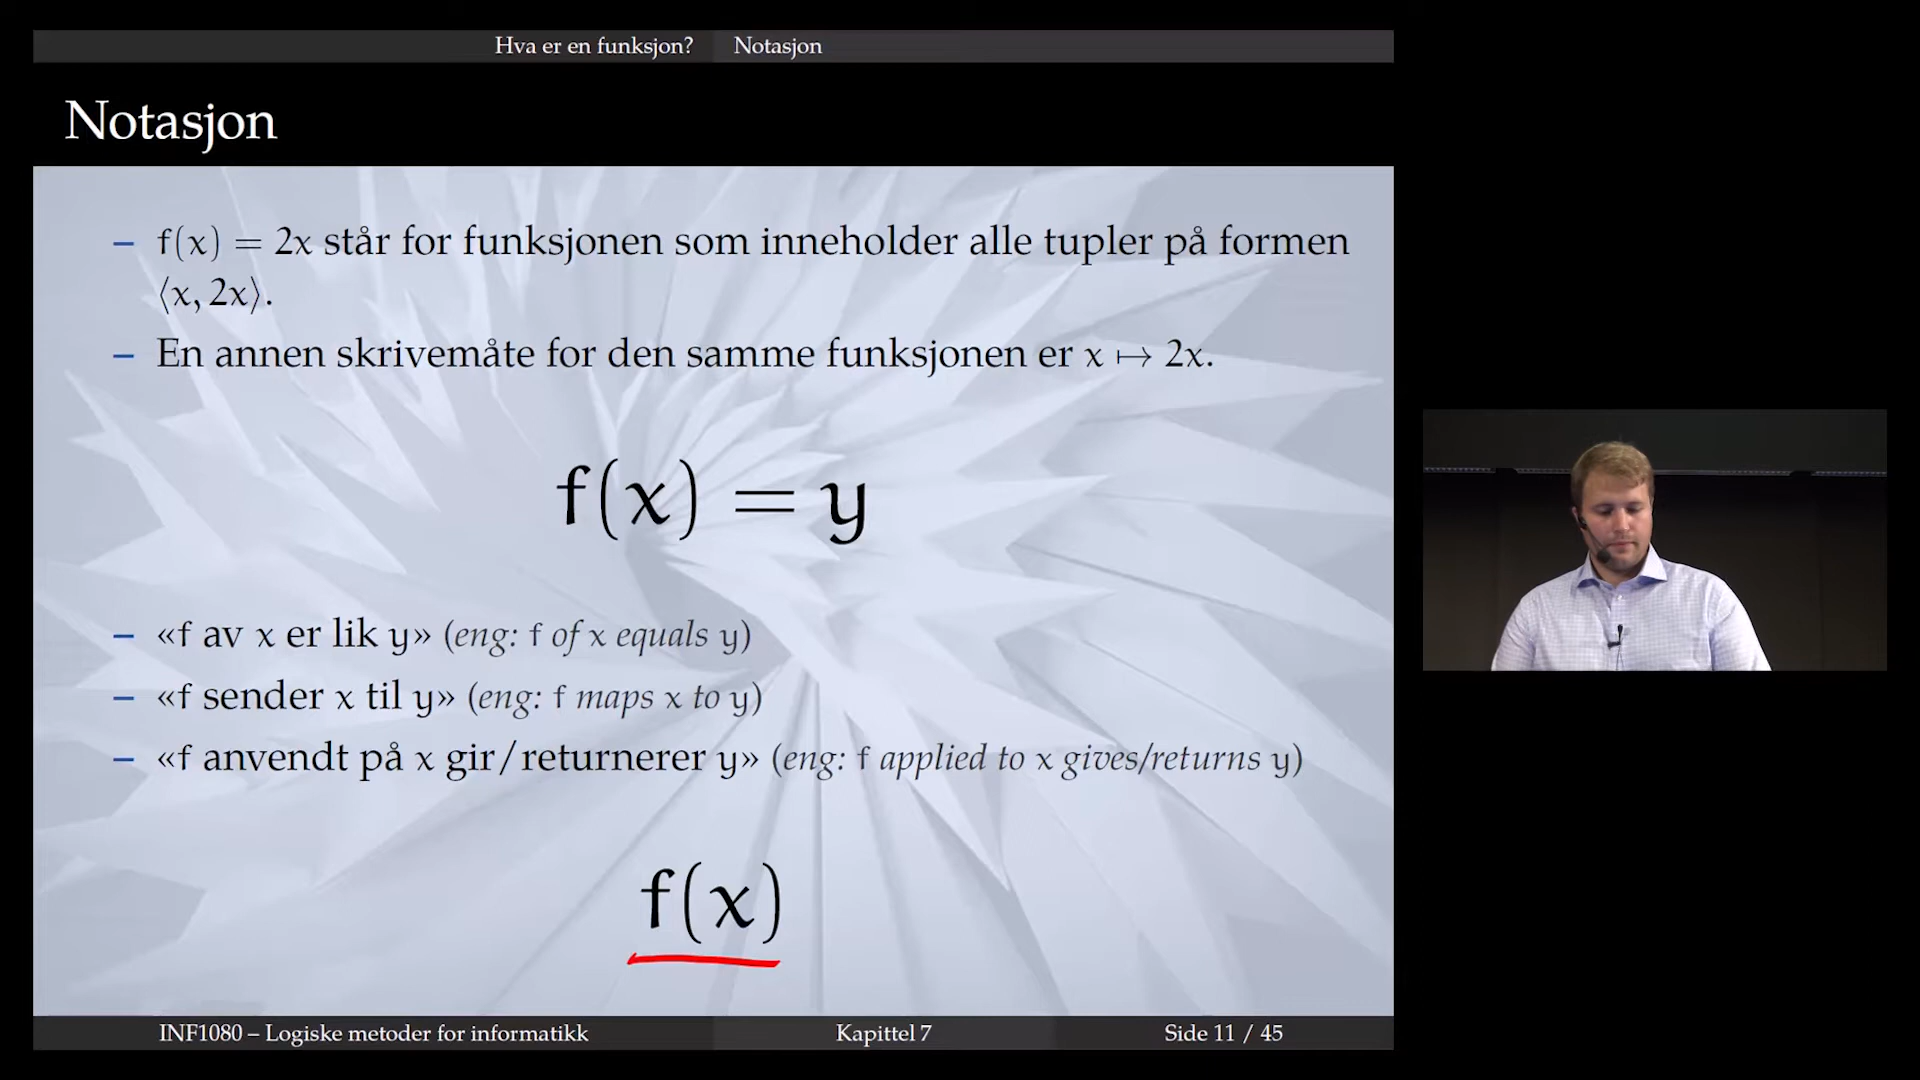 Hva er en funksjon? Notasjon
Notasjon
– f(x) = 2x står for funksjonen som inneholder alle tupler på formen
⟨x, 2x⟩.
– En annen skrivemåte for den samme funksjonen er x ↦ 2x.
f(x) = y
– «f av x er lik y» (eng: f of x equals y)
– «f sender x til y» (eng: f maps x to y)
– «f anvendt på x gir/returnerer y» (eng: f applied to x gives/returns y)
f(x)
INF1080 – Logiske metoder for informatikk Kapittel 7 Side 11 / 45